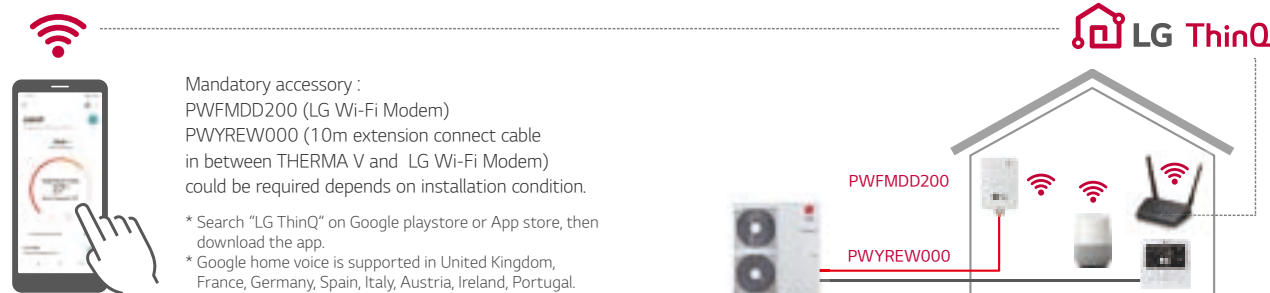 LG ThinQ
Mandatory accessory :
PWFMDD200 (LG Wi-Fi Modem)
PWYREW000 (10m extension connect cable
in between THERMA V and LG Wi-Fi Modem)
could be required depends on installation condition.
* Search “LG ThinQ” on Google playstore or App store, then
download the app.
* Google home voice is supported in United Kingdom,
France, Germany, Spain, Italy, Austria, Ireland, Portugal.
PWFMDD200
PWYREW000